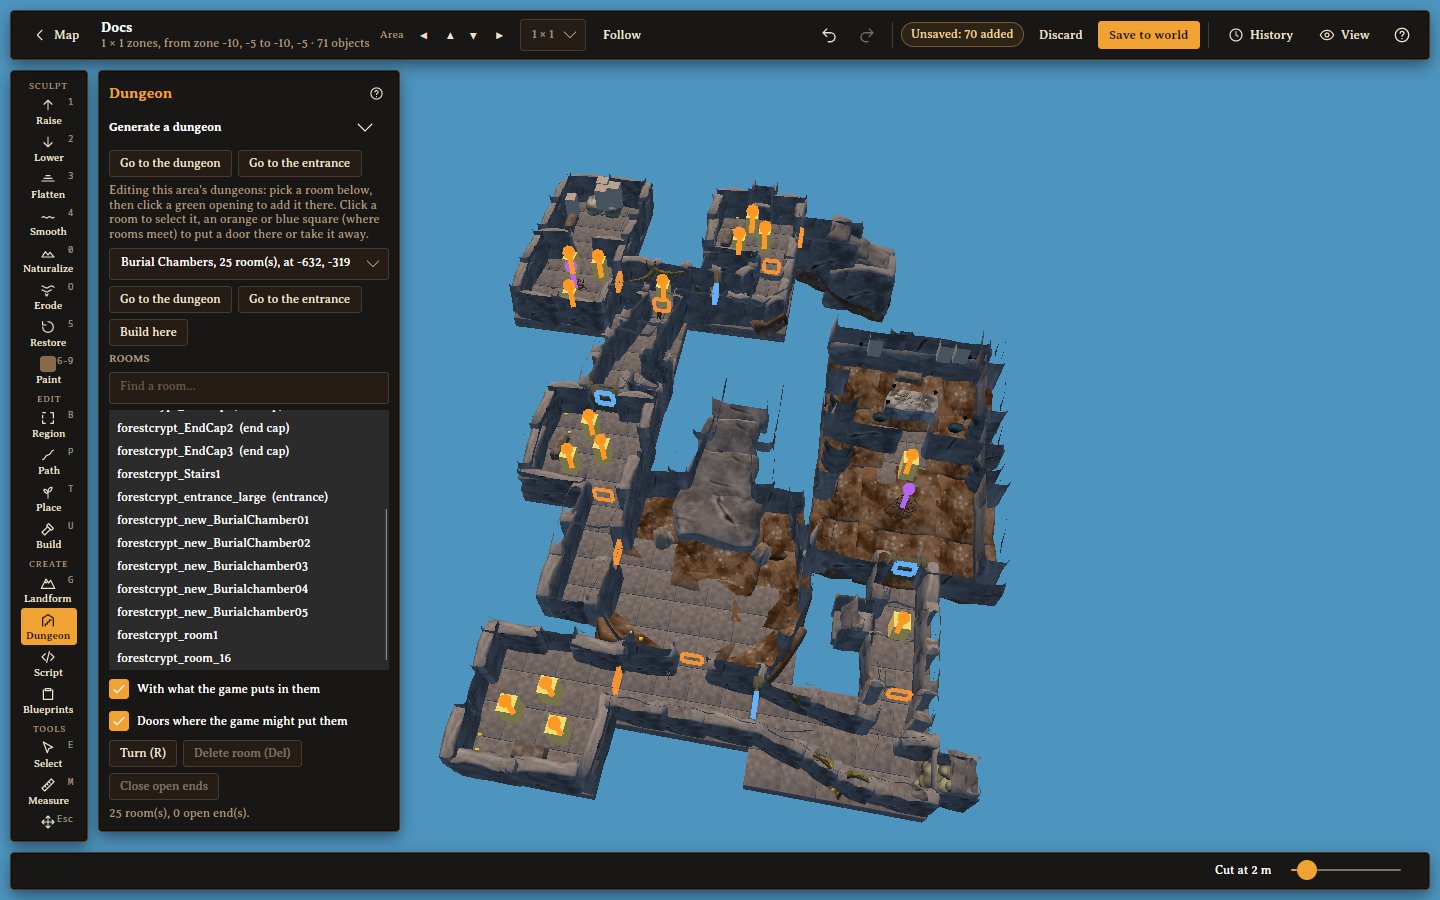 Map
Docs
1 × 1 zones, from zone -10, -5 to -10, -5 · 71 objects
Area
1 × 1
Follow
Unsaved: 70 added
Discard
Save to world
History
View
SCULPT
1
Raise
2
Lower
3
Flatten
4
Smooth
0
Naturalize
O
Erode
5
Restore
6-9
Paint
EDIT
B
Region
P
Path
T
Place
U
Build
CREATE
G
Landform
Dungeon
Script
Blueprints
TOOLS
E
Select
M
Measure
Esc
Dungeon
Generate a dungeon
Go to the dungeon
Go to the entrance
Editing this area's dungeons: pick a room below,
then click a green opening to add it there. Click a
room to select it, an orange or blue square (where
rooms meet) to put a door there or take it away.
Burial Chambers, 25 room(s), at -632, -319
Go to the dungeon
Go to the entrance
Build here
ROOMS
Find a room...
forestcrypt_EndCap2 (end cap)
forestcrypt_EndCap3 (end cap)
forestcrypt_Stairs1
forestcrypt_entrance_large (entrance)
forestcrypt_new_BurialChamber01
forestcrypt_new_BurialChamber02
forestcrypt_new_Burialchamber03
forestcrypt_new_Burialchamber04
forestcrypt_new_Burialchamber05
forestcrypt_room1
forestcrypt_room_16
With what the game puts in them
Doors where the game might put them
Turn (R)
Delete room (Del)
Close open ends
25 room(s), 0 open end(s).
Cut at 2 m